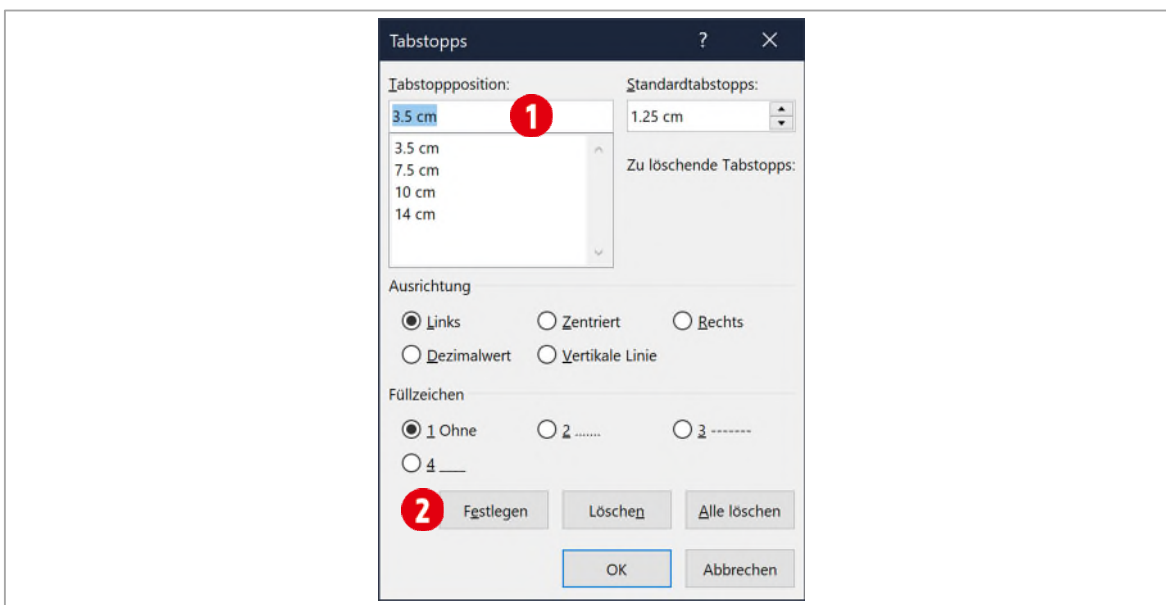 Tabstopps ?
Tabstoppposition: Standardtabstopps:
3.5 cm 1 1.25 cm
3.5 cm
7.5 cm
10 cm
14 cm
Zu löschende Tabstopps:
Ausrichtung
Links Zentriert Rechts
Dezimalwert Vertikale Linie
Füllzeichen
1 Ohne 2 ....... 3 -------
4 ___
2 Festlegen Löschen Alle löschen
OK Abbrechen